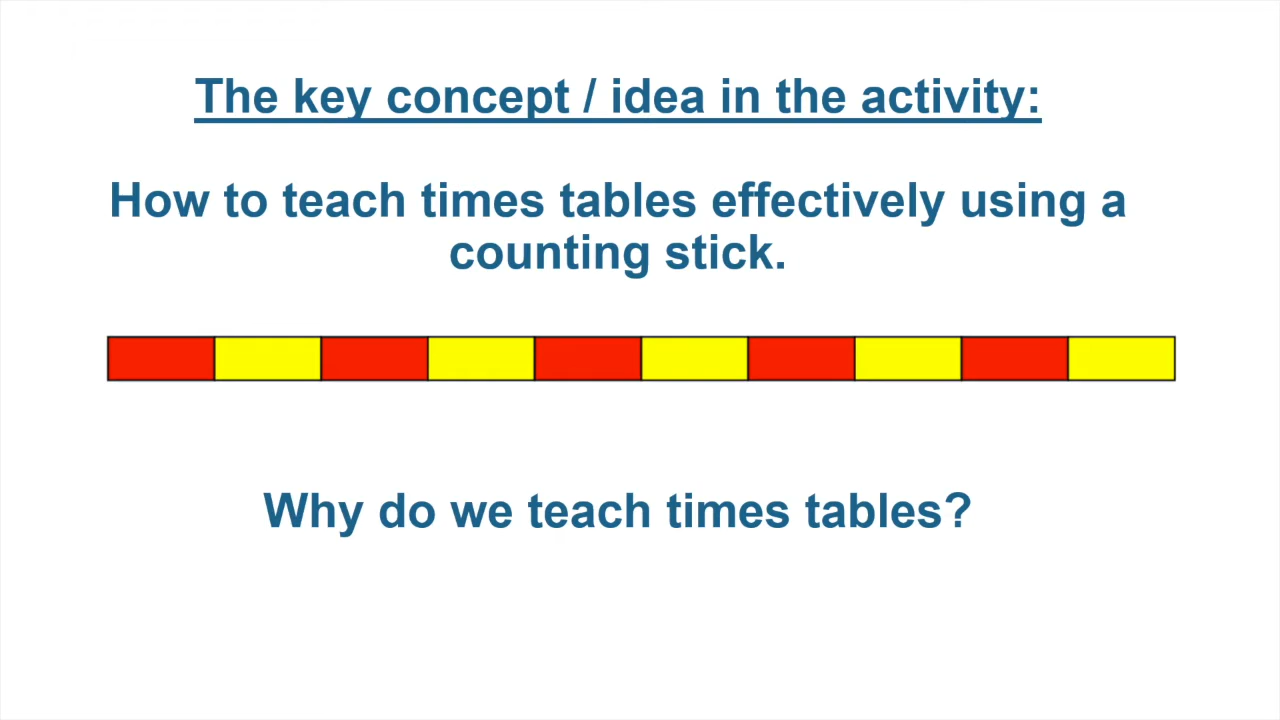 The key concept / idea in the activity:
How to teach times tables effectively using a
counting stick.
Why do we teach times tables?